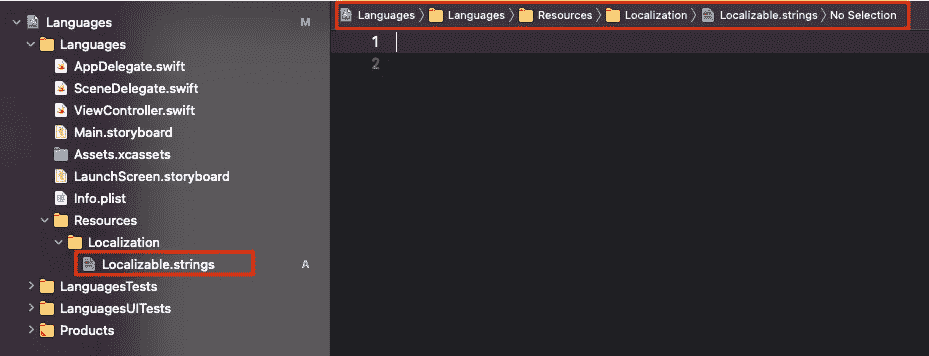 Languages M
Languages
AppDelegate.swift
SceneDelegate.swift
ViewController.swift
Main.storyboard
Assets.xcassets
LaunchScreen.storyboard
Info.plist
Resources
Localization
Localizable.strings A
LanguagesTests
LanguagesUITests
Products
Languages Languages Resources Localization Localizable.strings No Selection
1
2